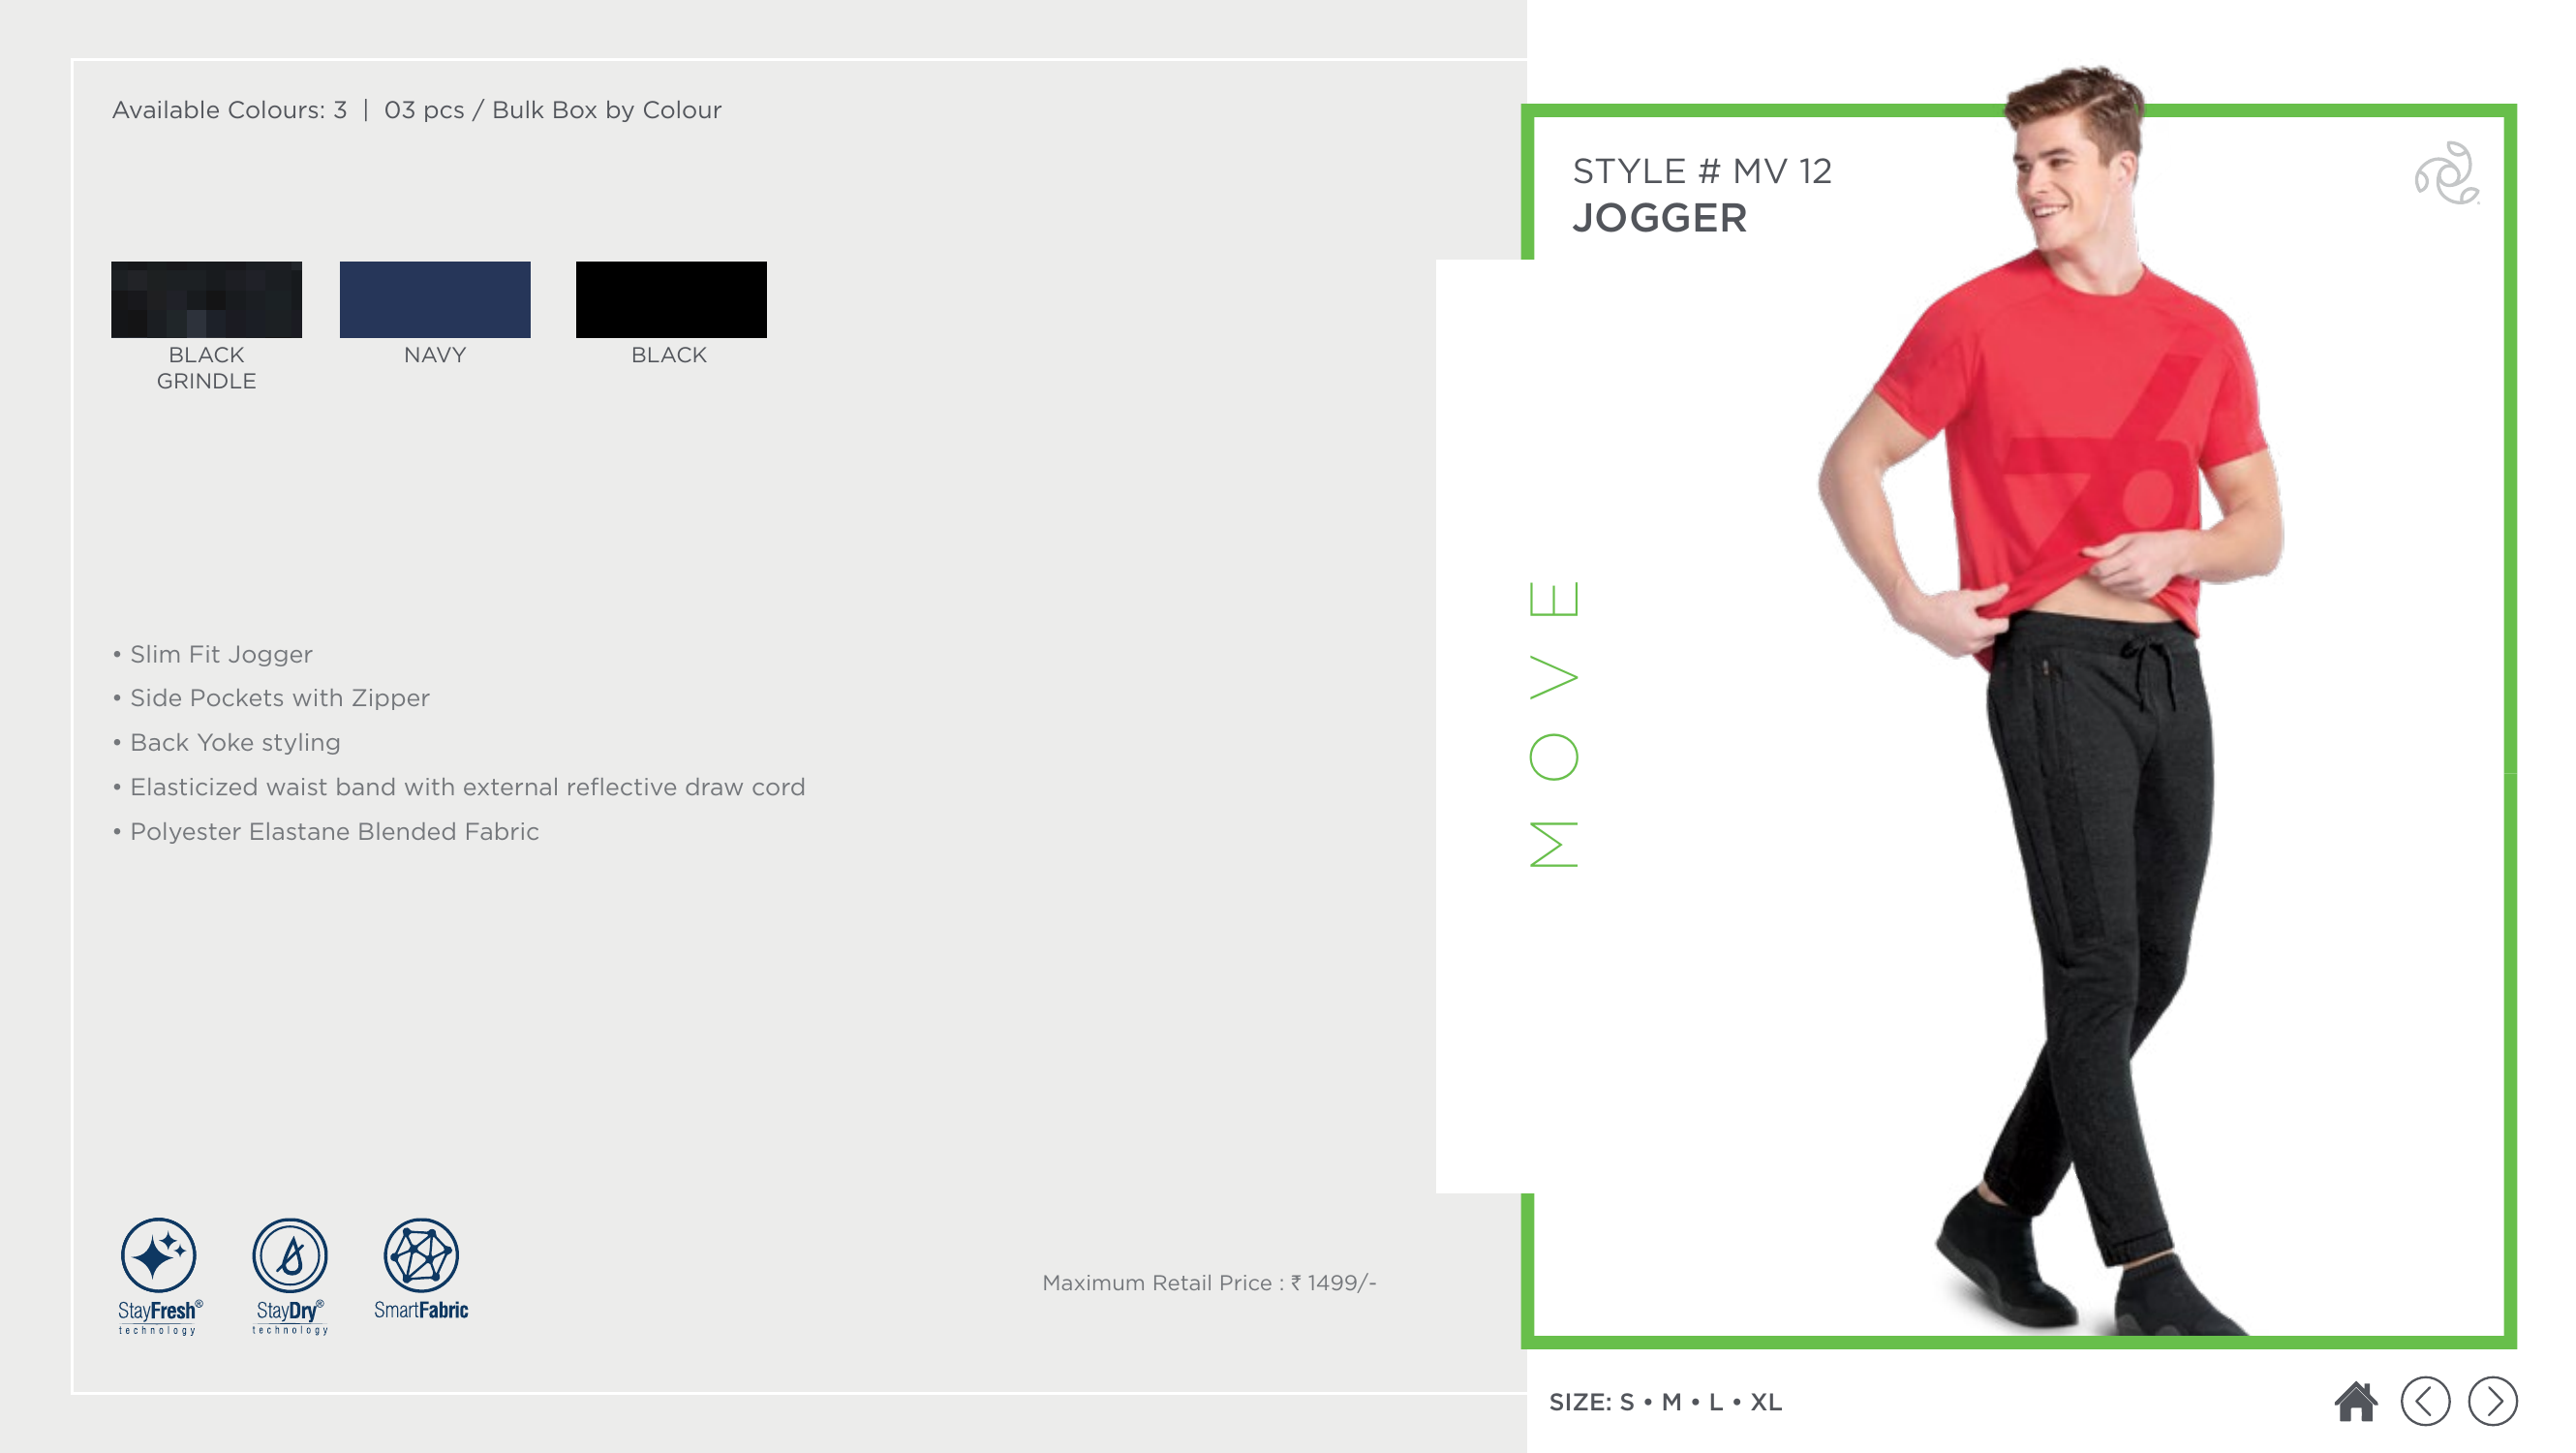 Available Colours: 3 | 03 pcs / Bulk Box by Colour
BLACK
GRINDLE
NAVY
BLACK
• Slim Fit Jogger
• Side Pockets with Zipper
• Back Yoke styling
• Elasticized waist band with external reflective draw cord
• Polyester Elastane Blended Fabric
StayFresh®
technology
StayDry®
technology
SmartFabric
Maximum Retail Price : ₹ 1499/-
STYLE # MV 12
JOGGER
MOVE
SIZE: S • M • L • XL